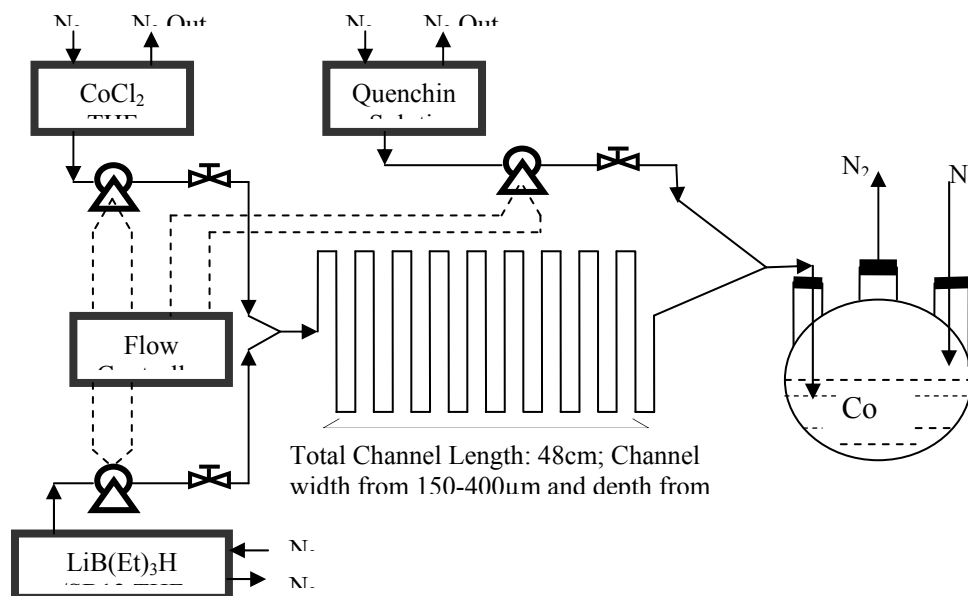 N₂ N₂ Out
CoCl₂
THF
N₂ N₂ Out
Quenchin
N₂
N
Flow
Co
Total Channel Length: 48cm; Channel
width from 150-400µm and depth from
LiB(Et)₃H
N₂
N₂